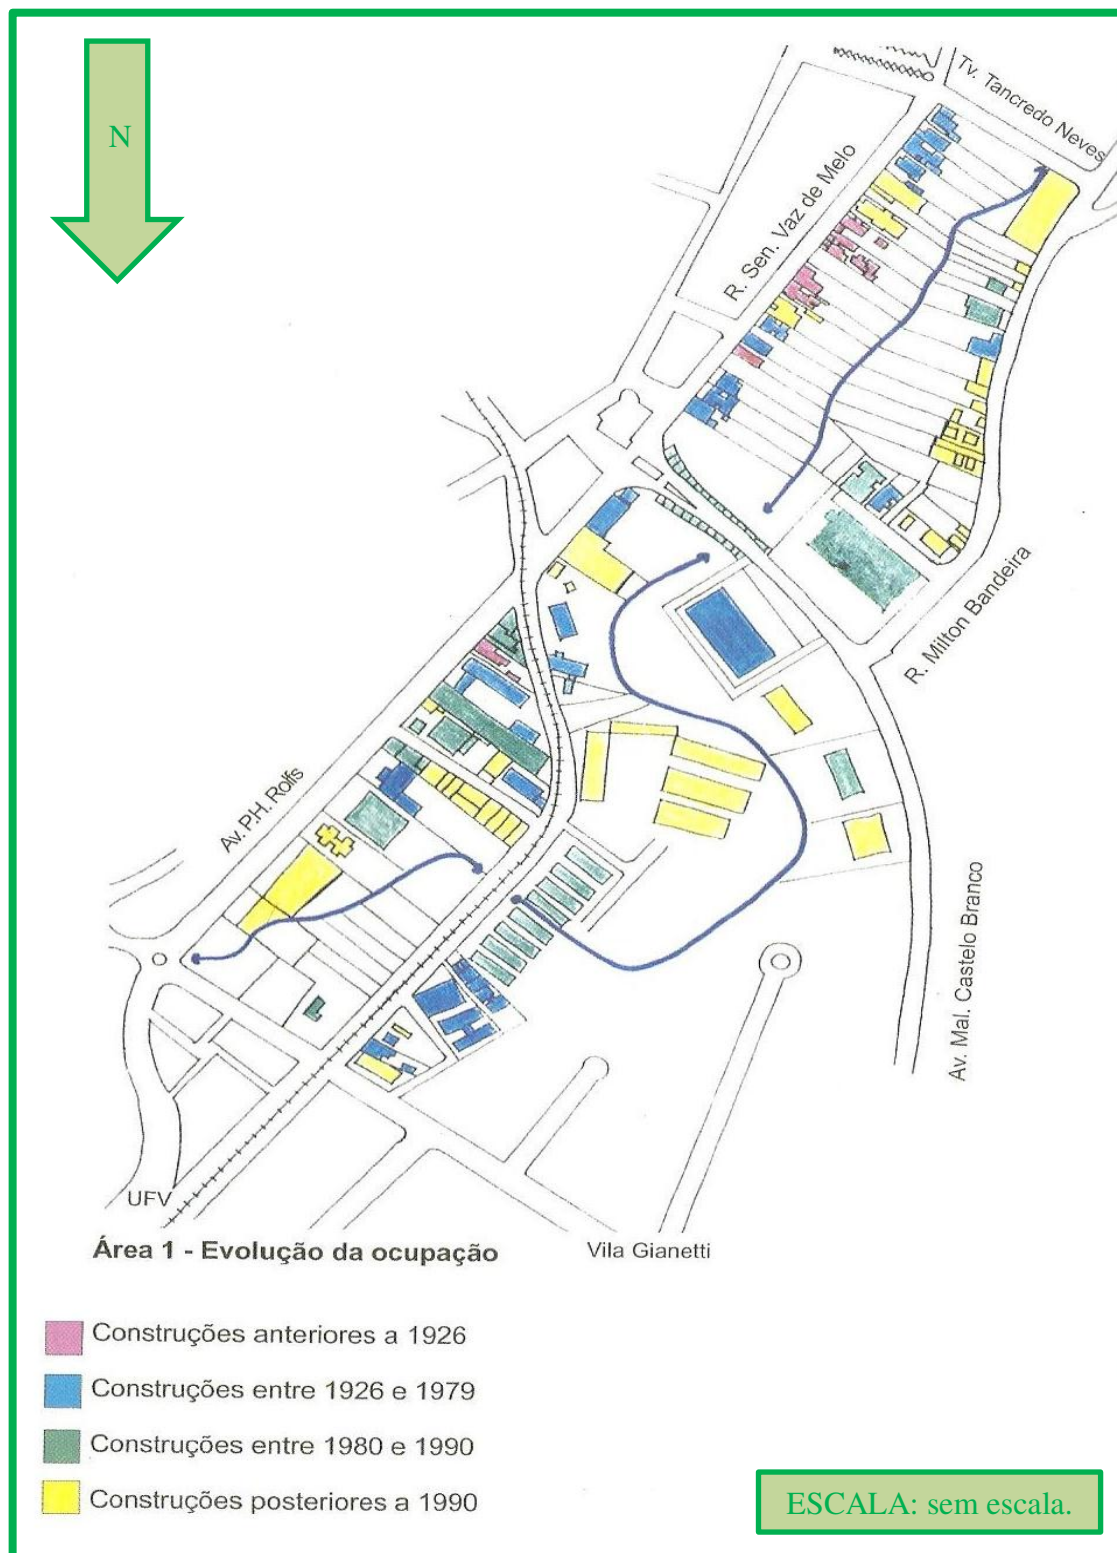 N
Tv. Tancredo Neves
R. Sen. Vaz de Melo
R. Milton Bandeira
Av. P.H. Rolfs
Av. Mal. Castelo Branco
UFV
Vila Gianetti
Área 1 - Evolução da ocupação
Construções anteriores a 1926
Construções entre 1926 e 1979
Construções entre 1980 e 1990
Construções posteriores a 1990
ESCALA: sem escala.